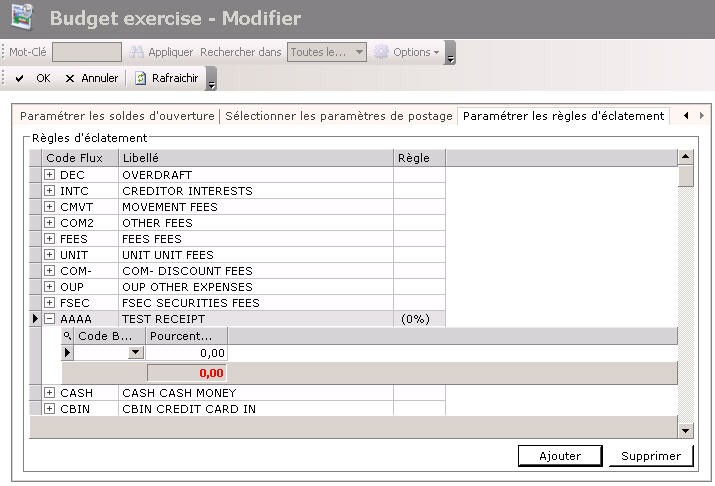 Budget exercise - Modifier
Mot-Clé Appliquer Rechercher dans Toutes le... Options
OK Annuler Rafraichir
Paramétrer les soldes d'ouverture Sélectionner les paramètres de postage Paramétrer les règles d'éclatement
Règles d'éclatement
Code Flux Libellé Règle
DEC OVERDRAFT
INTC CREDITOR INTERESTS
CMVT MOVEMENT FEES
COM2 OTHER FEES
FEES FEES FEES
UNIT UNIT UNIT FEES
COM- COM- DISCOUNT FEES
OUP OUP OTHER EXPENSES
FSEC FSEC SECURITIES FEES
AAAA TEST RECEIPT (0%)
Code B... Pourcent...
0,00
0,00
CASH CASH CASH MONEY
CBIN CBIN CREDIT CARD IN
Ajouter Supprimer